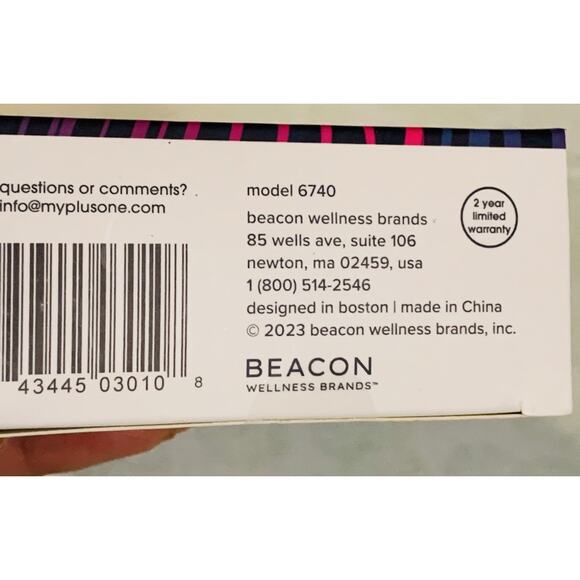 questions or comments?
info@myplusone.com
43445 03010 8
model 6740
beacon wellness brands
85 wells ave, suite 106
newton, ma 02459, usa
1 (800) 514-2546
designed in boston | made in China
© 2023 beacon wellness brands, inc.
BEACON
WELLNESS BRANDS™
2 year
limited
warranty